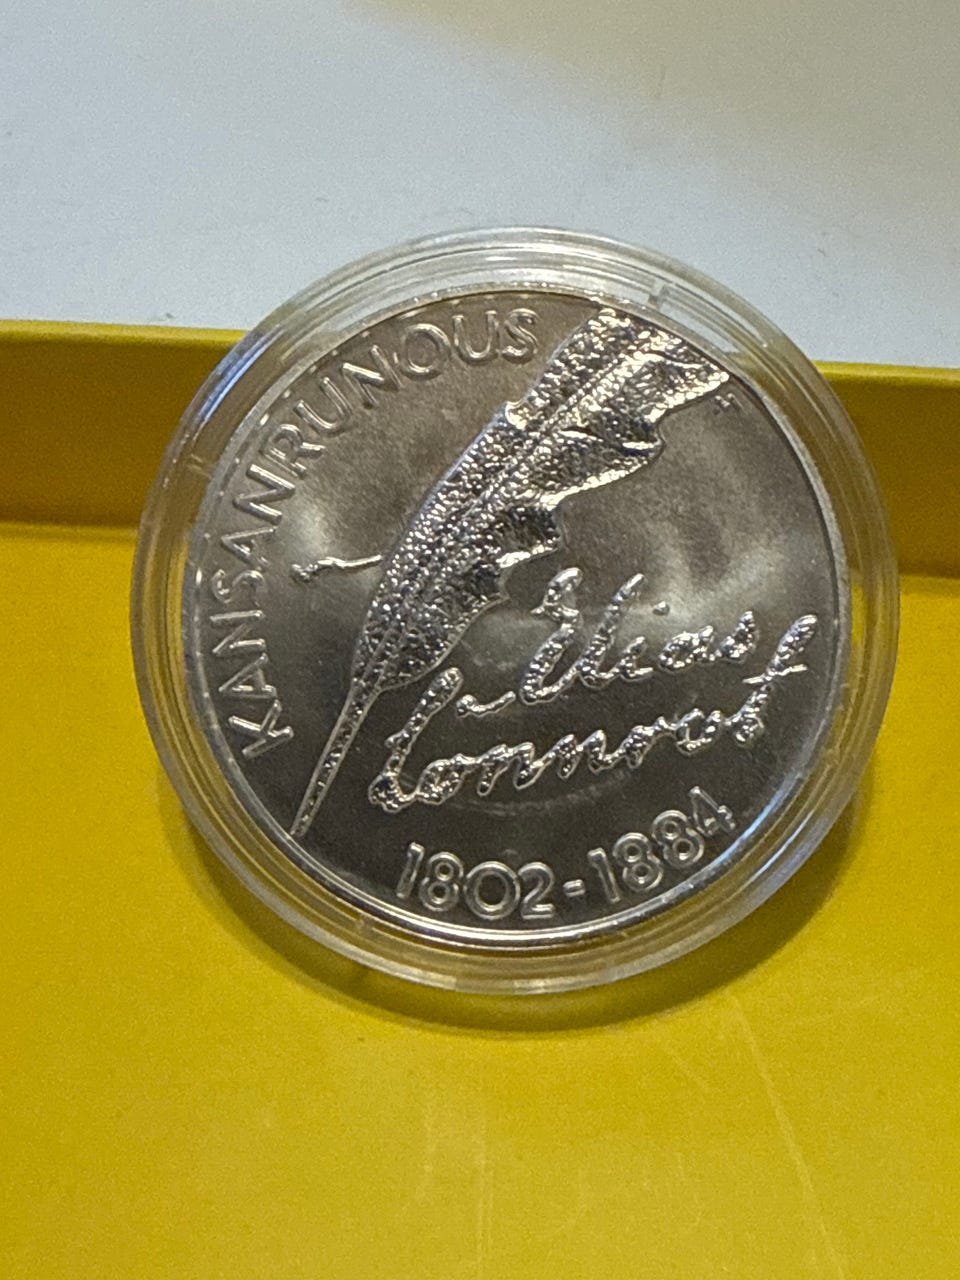 KANSANRUNOUS
Elias
Lönnrot
1802-1884